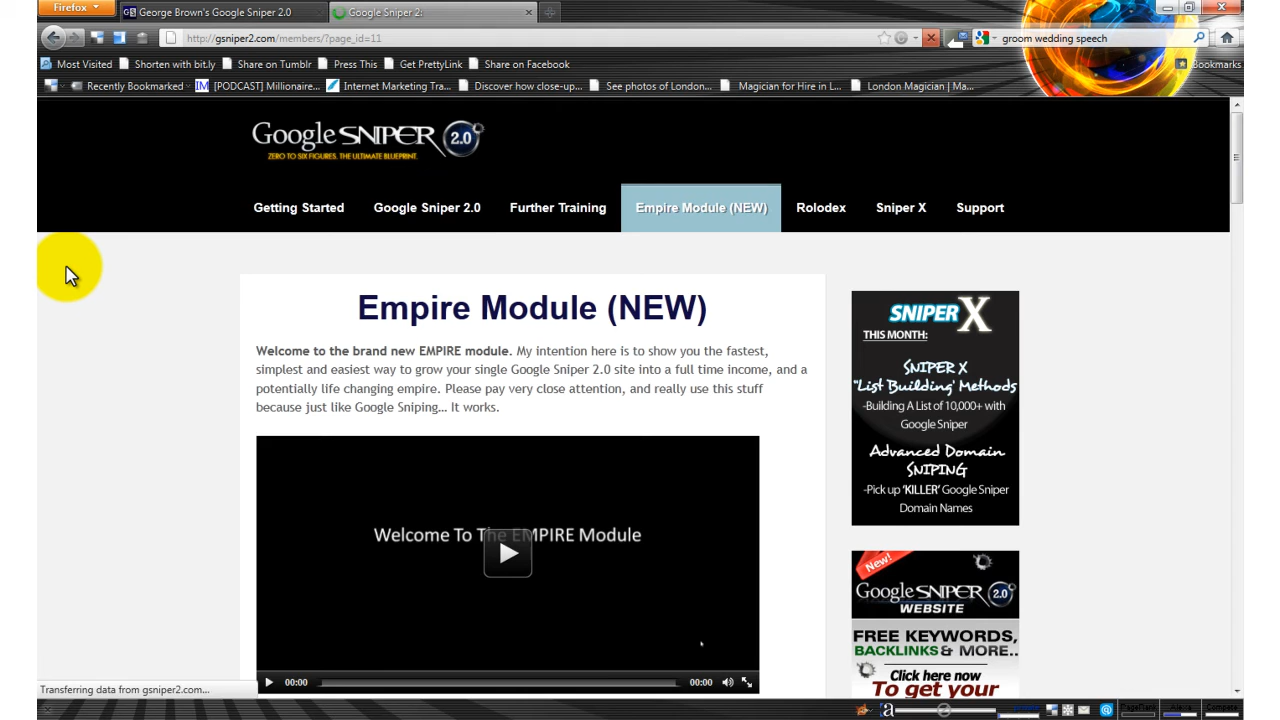 Firefox
George Brown's Google Sniper 2.0
Google Sniper 2:
http://gsniper2.com/members/?page_id=11
groom wedding speech
Most Visited
Shorten with bit.ly
Share on Tumblr
Press This
Get PrettyLink
Share on Facebook
Bookmarks
Recently Bookmarked
IM
[PODCAST] Millionaire...
Internet Marketing Tra...
Discover how close-up...
See photos of London...
Magician for Hire in L...
London Magician | Ma...
Google SNIPER 2.0
ZERO TO SIX FIGURES. THE ULTIMATE BLUEPRINT.
Getting Started
Google Sniper 2.0
Further Training
Empire Module (NEW)
Rolodex
Sniper X
Support
Empire Module (NEW)
Welcome to the brand new EMPIRE module. My intention here is to show you the fastest,
simplest and easiest way to grow your single Google Sniper 2.0 site into a full time income, and a
potentially life changing empire. Please pay very close attention, and really use this stuff
because just like Google Sniping... It works.
Welcome To The EMPIRE Module
00:00
00:00
SNIPER X
THIS MONTH:
SNIPER X
"List Building' Methods
-Building A List of 10,000+ with
Google Sniper
Advanced Domain
SNIPING
-Pick up 'KILLER' Google Sniper
Domain Names
New!
Google SNIPER 2.0
WEBSITE
FREE KEYWORDS,
BACKLINKS & MORE..
Click here now
To get your
Transferring data from gsniper2.com...
PageRank
Alexa
Compete